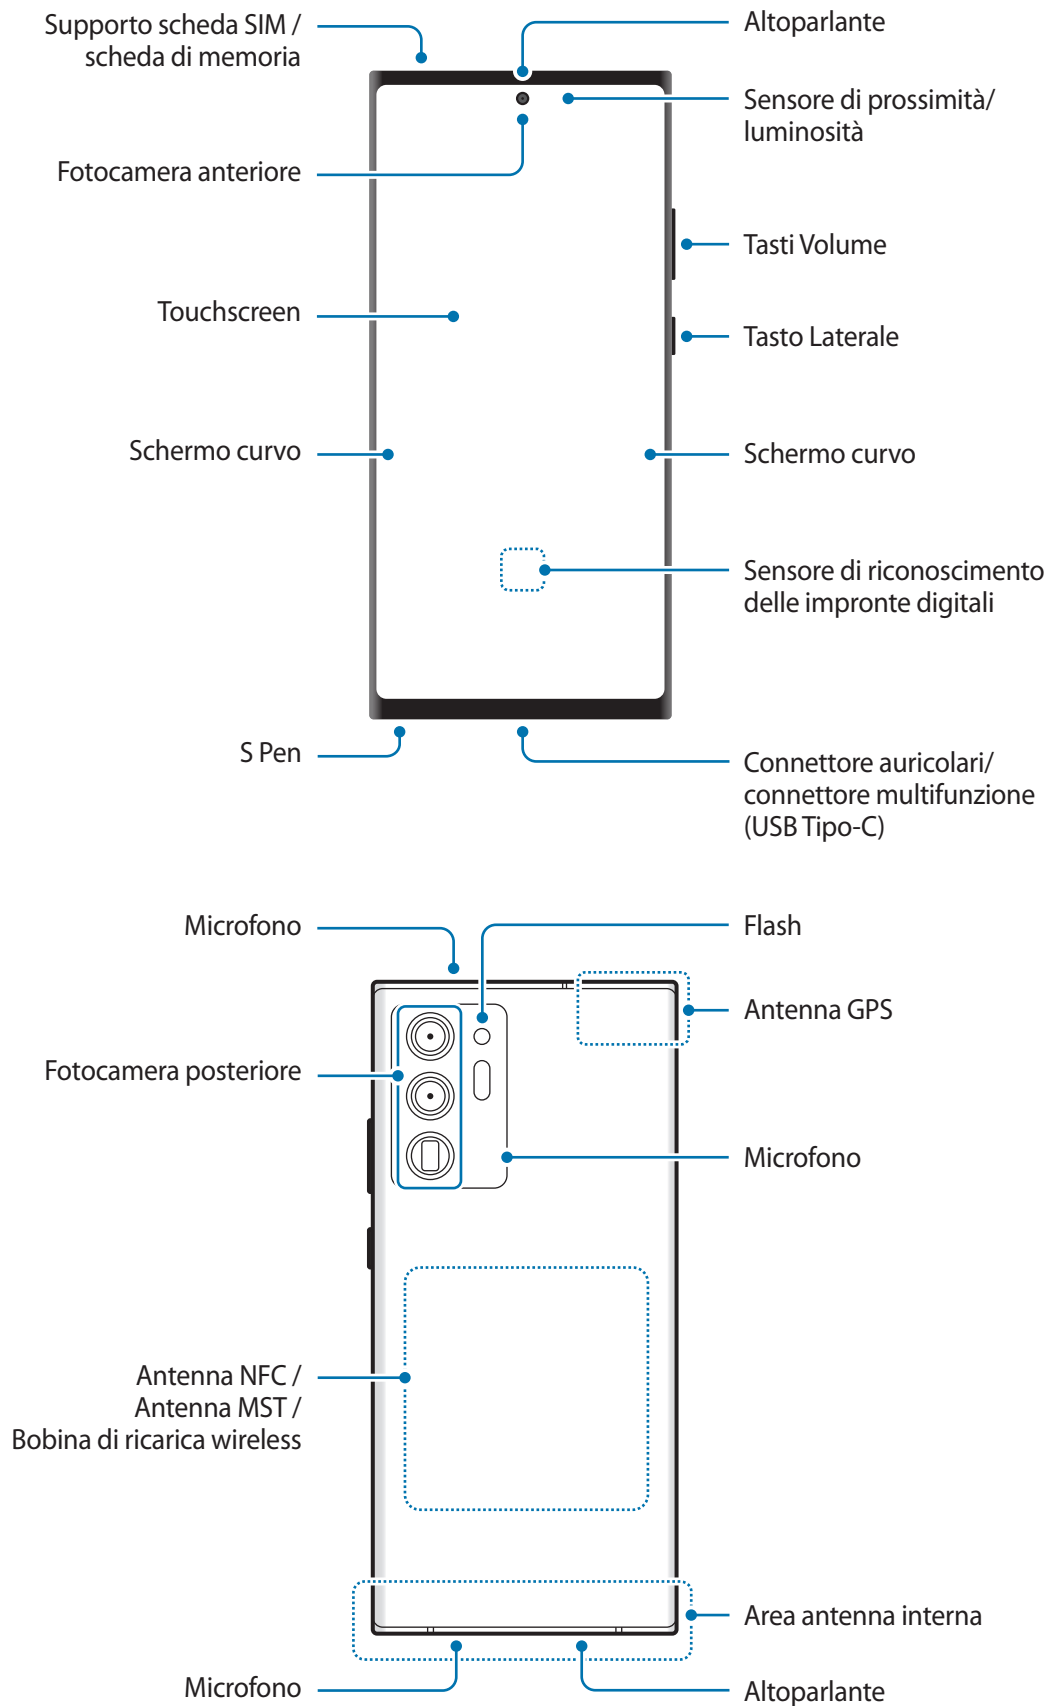 Supporto scheda SIM /
scheda di memoria
Altoparlante
Sensore di prossimità/
luminosità
Fotocamera anteriore
Tasti Volume
Touchscreen
Tasto Laterale
Schermo curvo
Schermo curvo
Sensore di riconoscimento
delle impronte digitali
S Pen
Connettore auricolari/
connettore multifunzione
(USB Tipo-C)
Microfono
Flash
Antenna GPS
Fotocamera posteriore
Microfono
Antenna NFC /
Antenna MST /
Bobina di ricarica wireless
Area antenna interna
Microfono
Altoparlante